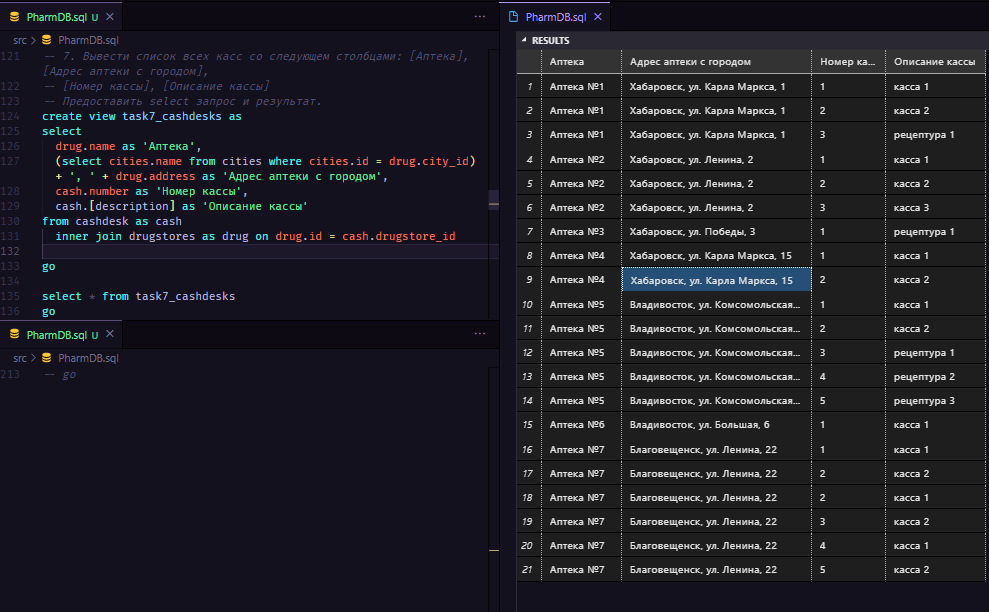 PharmDB.sql U
src > PharmDB.sql
121 -- 7. Вывести список всех касс со следующем столбцами: [Аптека],
[Адрес аптеки с городом],
122 -- [Номер кассы], [Описание кассы]
123 -- Предоставить select запрос и результат.
124 create view task7_cashdesks as
125 select
126 drug.name as 'Аптека',
127 (select cities.name from cities where cities.id = drug.city_id)
+ ', ' + drug.address as 'Адрес аптеки с городом',
128 cash.number as 'Номер кассы',
129 cash.[description] as 'Описание кассы'
130 from cashdesk as cash
131 inner join drugstores as drug on drug.id = cash.drugstore_id
132
133 go
134
135 select * from task7_cashdesks
136 go
PharmDB.sql U
src > PharmDB.sql
213 -- go
PharmDB.sql
RESULTS
Аптека Адрес аптеки с городом Номер ка... Описание кассы
1 Аптека №1 Хабаровск, ул. Карла Маркса, 1 1 касса 1
2 Аптека №1 Хабаровск, ул. Карла Маркса, 1 2 касса 2
3 Аптека №1 Хабаровск, ул. Карла Маркса, 1 3 рецептура 1
4 Аптека №2 Хабаровск, ул. Ленина, 2 1 касса 1
5 Аптека №2 Хабаровск, ул. Ленина, 2 2 касса 2
6 Аптека №2 Хабаровск, ул. Ленина, 2 3 касса 3
7 Аптека №3 Хабаровск, ул. Победы, 3 1 рецептура 1
8 Аптека №4 Хабаровск, ул. Карла Маркса, 15 1 касса 1
9 Аптека №4 Хабаровск, ул. Карла Маркса, 15 2 касса 2
10 Аптека №5 Владивосток, ул. Комсомольская... 1 касса 1
11 Аптека №5 Владивосток, ул. Комсомольская... 2 касса 2
12 Аптека №5 Владивосток, ул. Комсомольская... 3 рецептура 1
13 Аптека №5 Владивосток, ул. Комсомольская... 4 рецептура 2
14 Аптека №5 Владивосток, ул. Комсомольская... 5 рецептура 3
15 Аптека №6 Владивосток, ул. Большая, 6 1 касса 1
16 Аптека №7 Благовещенск, ул. Ленина, 22 1 касса 1
17 Аптека №7 Благовещенск, ул. Ленина, 22 2 касса 2
18 Аптека №7 Благовещенск, ул. Ленина, 22 2 касса 1
19 Аптека №7 Благовещенск, ул. Ленина, 22 3 касса 2
20 Аптека №7 Благовещенск, ул. Ленина, 22 4 касса 1
21 Аптека №7 Благовещенск, ул. Ленина, 22 5 касса 2